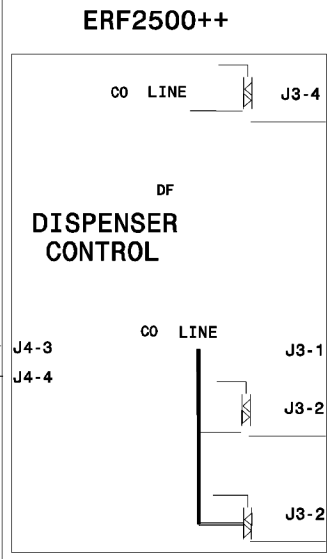 ERF2500++
CO LINE J3-4
DF
DISPENSER
CONTROL
CO LINE
J4-3 J3-1
J4-4
J3-2
J3-2